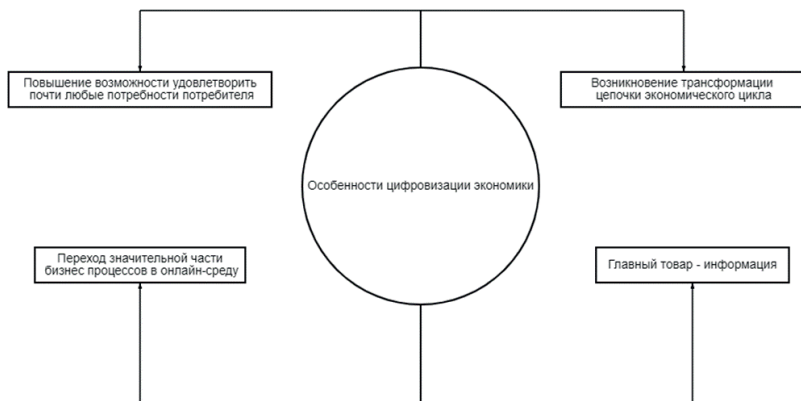 Повышение возможности удовлетворить
почти любые потребности потребителя
Возникновение трансформации
цепочки экономического цикла
Особенности цифровизации экономики
Переход значительной части
бизнес процессов в онлайн-среду
Главный товар - информация